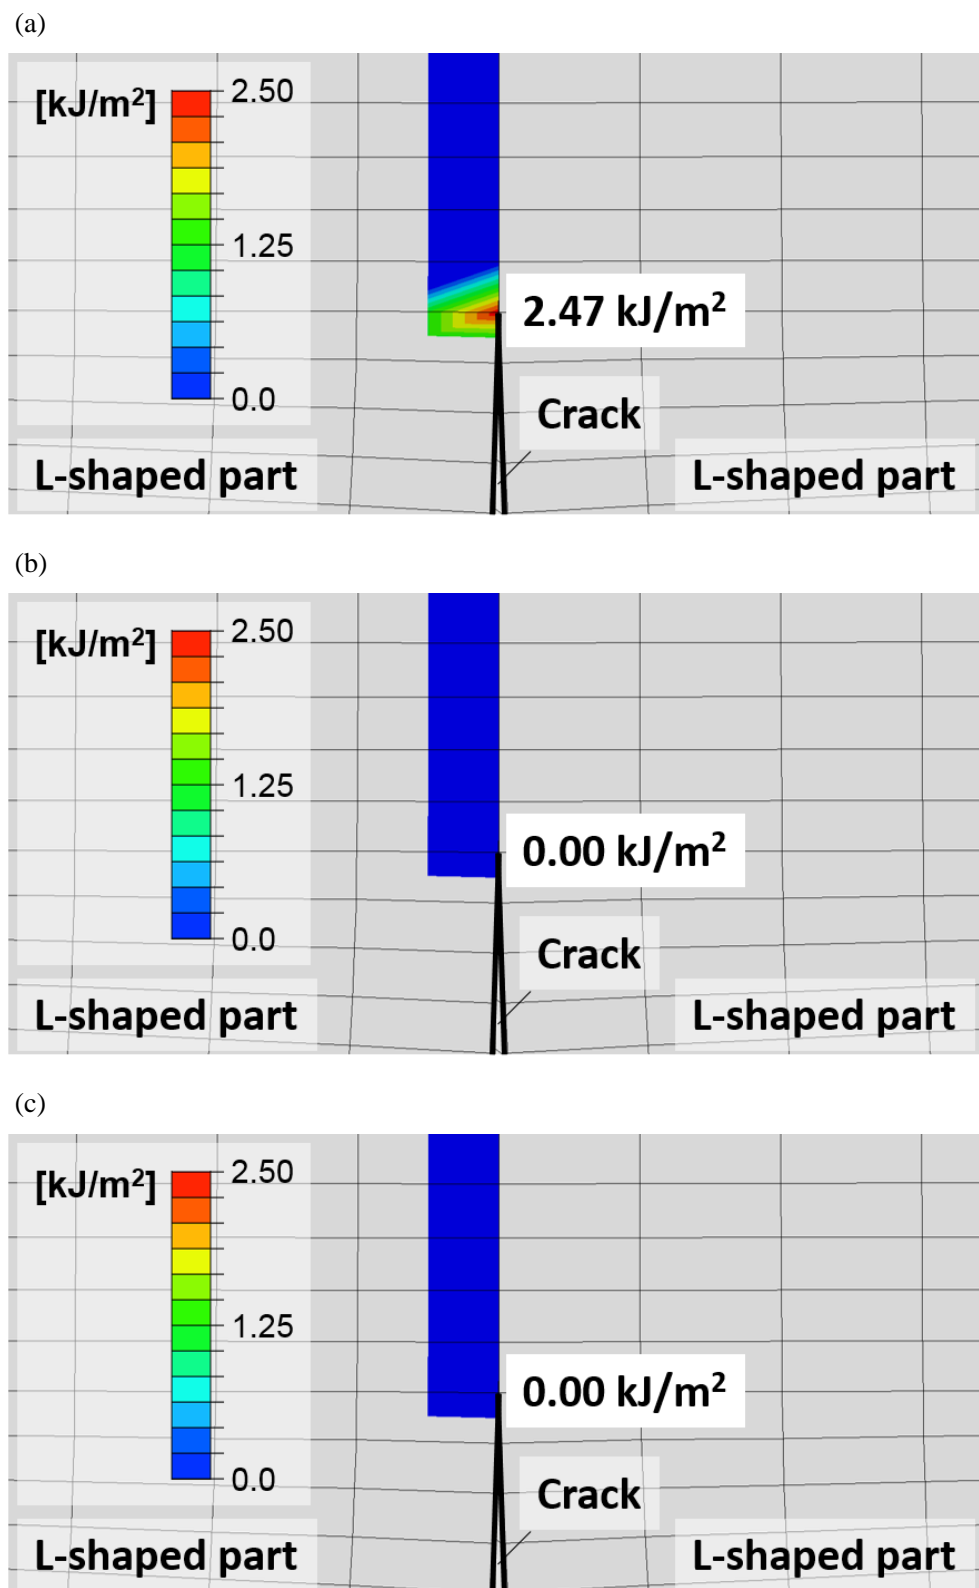 (a)
[kJ/m²]
2.50
1.25
0.0
2.47 kJ/m²
Crack
L-shaped part
L-shaped part
(b)
[kJ/m²]
2.50
1.25
0.0
0.00 kJ/m²
Crack
L-shaped part
L-shaped part
(c)
[kJ/m²]
2.50
1.25
0.0
0.00 kJ/m²
Crack
L-shaped part
L-shaped part